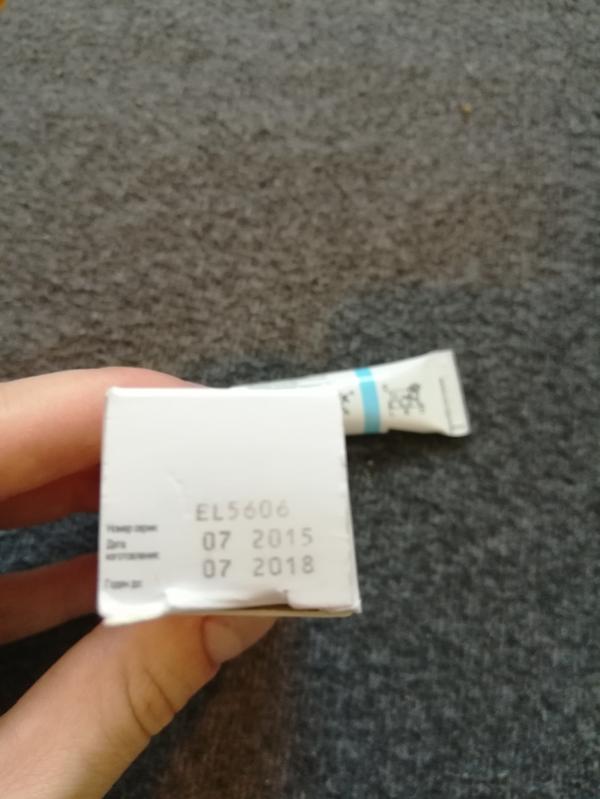 Номер серии: EL5606
Дата 07 2015
изготовления:
Годен до: 07 2018